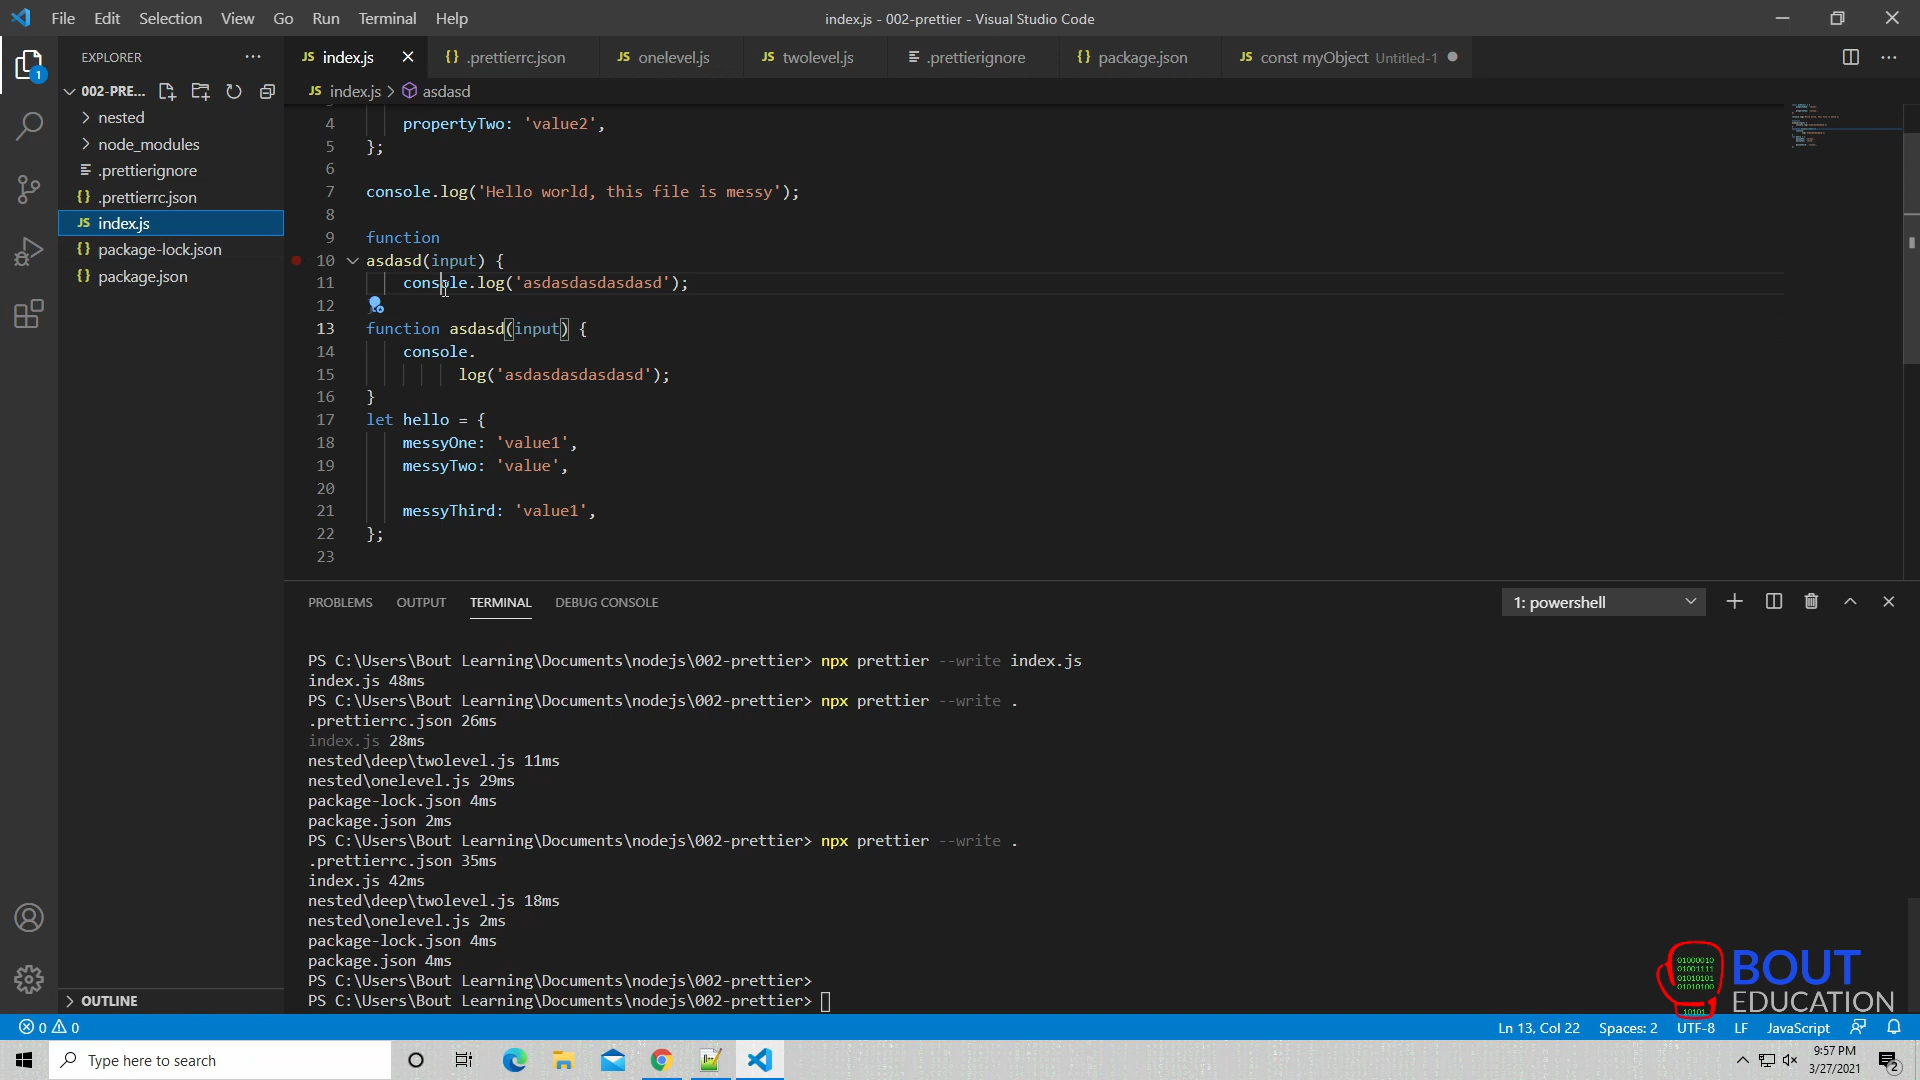 File Edit Selection View Go Run Terminal Help
index.js - 002-prettier - Visual Studio Code
1
EXPLORER
002-PRE...
nested
node_modules
.prettierignore
.prettierrc.json
index.js
package-lock.json
package.json
OUTLINE
index.js
.prettierrc.json
onelevel.js
twolevel.js
.prettierignore
package.json
const myObject Untitled-1
index.js > asdasd
4 propertyTwo: 'value2',
5 };
6
7 console.log('Hello world, this file is messy');
8
9 function
10 asdasd(input) {
11 console.log('asdasdasdasdasd');
12
13 function asdasd(input) {
14 console.
15 log('asdasdasdasdasd');
16 }
17 let hello = {
18 messyOne: 'value1',
19 messyTwo: 'value',
20
21 messyThird: 'value1',
22 };
23
PROBLEMS OUTPUT TERMINAL DEBUG CONSOLE
1: powershell
PS C:\Users\Bout Learning\Documents\nodejs\002-prettier> npx prettier --write index.js
index.js 48ms
PS C:\Users\Bout Learning\Documents\nodejs\002-prettier> npx prettier --write .
.prettierrc.json 26ms
index.js 28ms
nested\deep\twolevel.js 11ms
nested\onelevel.js 29ms
package-lock.json 4ms
package.json 2ms
PS C:\Users\Bout Learning\Documents\nodejs\002-prettier> npx prettier --write .
.prettierrc.json 35ms
index.js 42ms
nested\deep\twolevel.js 18ms
nested\onelevel.js 2ms
package-lock.json 4ms
package.json 4ms
PS C:\Users\Bout Learning\Documents\nodejs\002-prettier>
PS C:\Users\Bout Learning\Documents\nodejs\002-prettier>
01000010
01001111
01010101
01010100
10101
BOUT
EDUCATION
0 0
Ln 13, Col 22 Spaces: 2 UTF-8 LF JavaScript
Type here to search
9:57 PM
3/27/2021
2